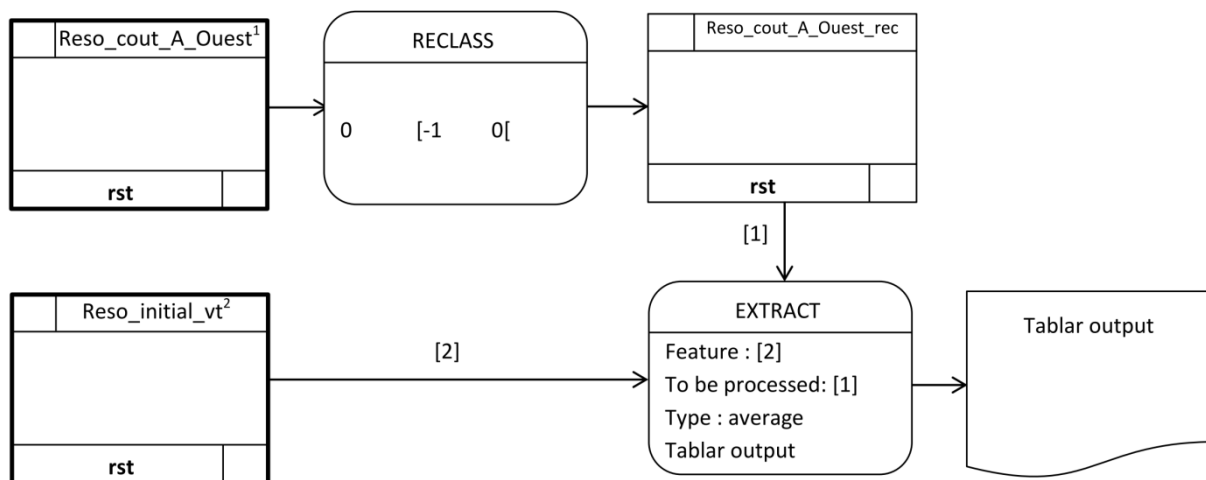 Reso_cout_A_Ouest¹
RECLASS
Reso_cout_A_Ouest_rec
0 [-1 0[
rst
rst
[1]
Reso_initial_vt²
EXTRACT
Tablar output
[2]
Feature : [2]
To be processed: [1]
Type : average
Tablar output
rst